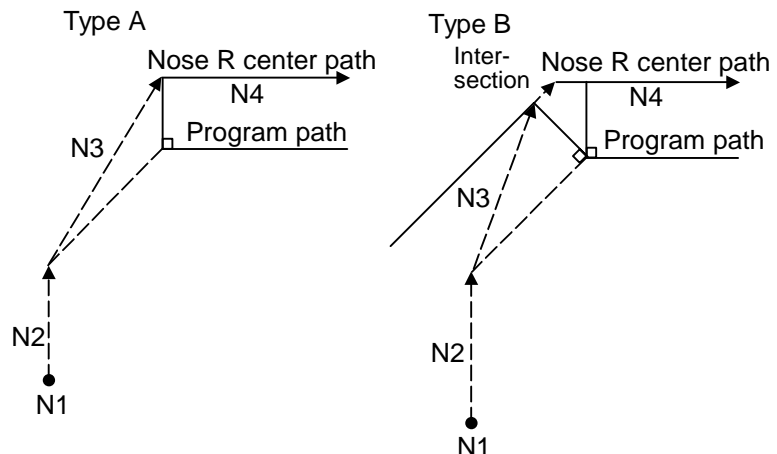 Type A
Nose R center path
N4
N3
Program path
N2
N1
Type B
Inter-
section
Nose R center path
N4
Program path
N3
N2
N1